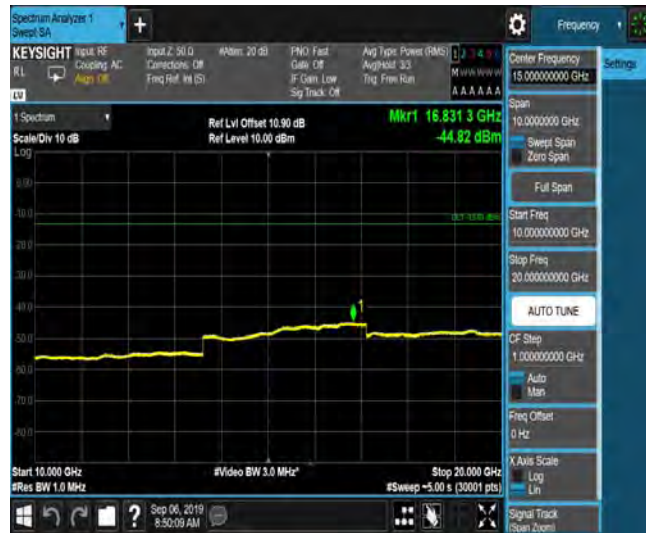 Spectrum Analyzer 1
Swept SA
+
Frequency
KEYSIGHT
Input: RF
Input Z: 50 Ω
#Atten: 20 dB
PNO: Fast
Avg Type: Power (RMS)
1 2 3 4 5 6
RL
Coupling: AC
Corrections: Off
Gate: Off
Avg|Hold: 3/3
M W W W W W
Align: Off
Freq Ref: Int (S)
IF Gain: Low
Trig: Free Run
Sig Track: Off
A A A A A A
LV
Center Frequency
15.000000000 GHz
Settings
Span
10.0000000 GHz
Swept Span
Zero Span
Full Span
Start Freq
10.000000000 GHz
Stop Freq
20.000000000 GHz
AUTO TUNE
CF Step
1.000000000 GHz
Auto
Man
Freq Offset
0 Hz
X Axis Scale
Log
Lin
Signal Track
(Span Zoom)
1 Spectrum
Ref Lvl Offset 10.90 dB
Mkr1 16.831 3 GHz
Scale/Div 10 dB
Ref Level 10.00 dBm
-44.82 dBm
Log
0.00
-10.0
DL1 -13.00 dBm
-20.0
-30.0
-40.0
1
-60.0
-70.0
-80.0
Start 10.000 GHz
#Video BW 3.0 MHz*
Stop 20.000 GHz
#Res BW 1.0 MHz
#Sweep ~5.00 s (30001 pts)
?
Sep 06, 2019
8:50:09 AM